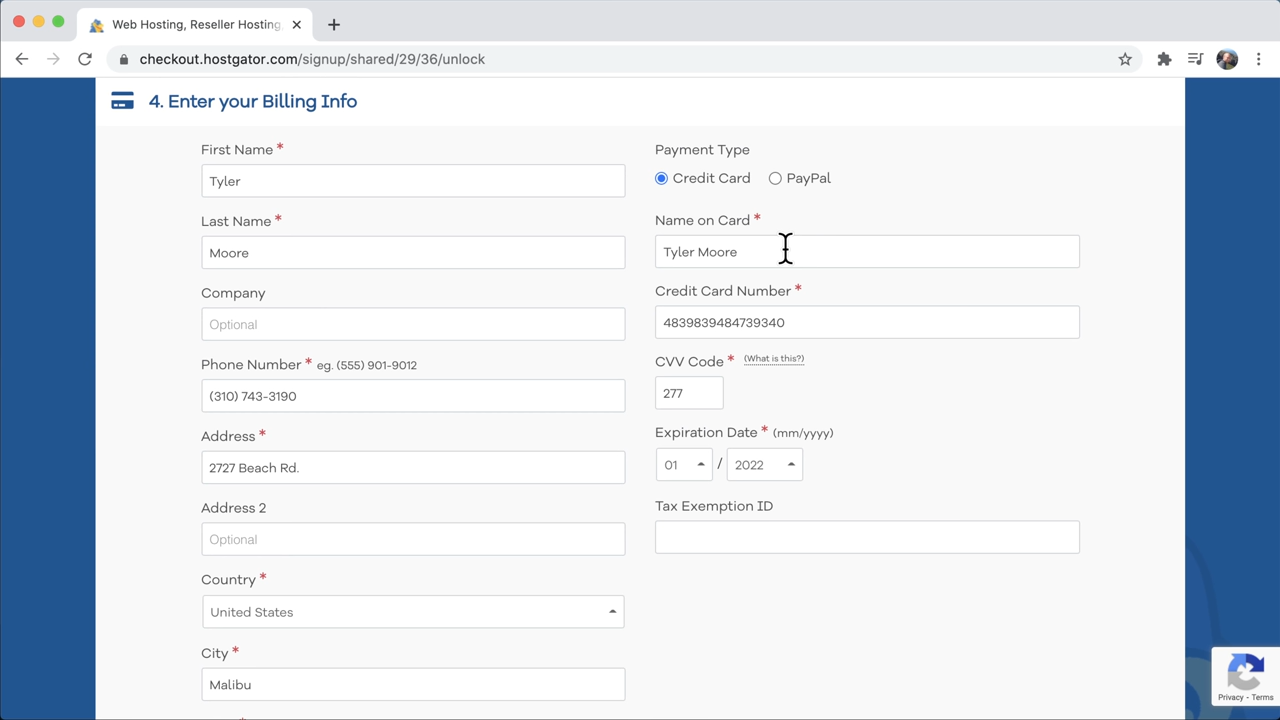 Web Hosting, Reseller Hosting,
checkout.hostgator.com/signup/shared/29/36/unlock
4. Enter your Billing Info
First Name *
Tyler
Last Name *
Moore
Company
Optional
Phone Number * eg. (555) 901-9012
(310) 743-3190
Address *
2727 Beach Rd.
Address 2
Optional
Country *
United States
City *
Malibu
Payment Type
Credit Card PayPal
Name on Card *
Tyler Moore
Credit Card Number *
4839839484739340
CVV Code * (What is this?)
277
Expiration Date * (mm/yyyy)
01 / 2022
Tax Exemption ID
Privacy - Terms